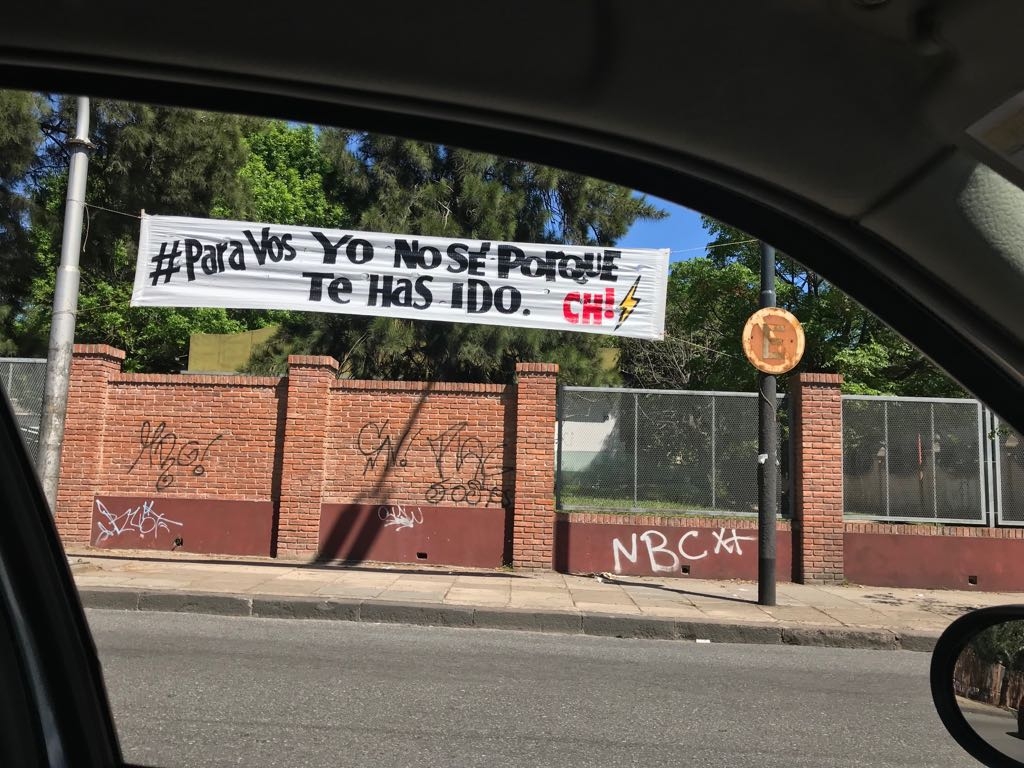 #Para Vos Yo No SÉ Porque
Te Has IDo. CH!
E
NBC